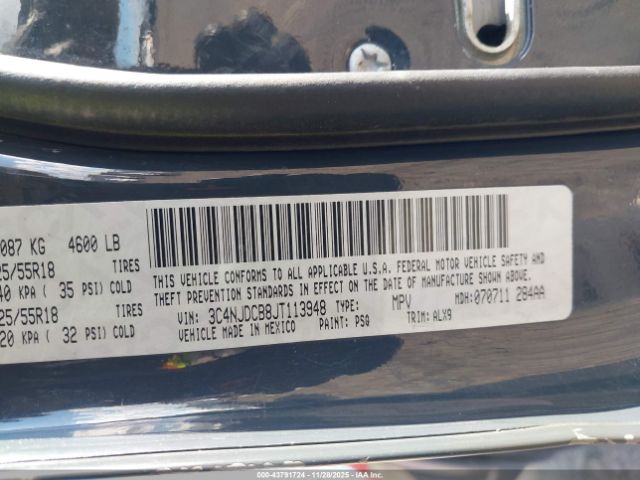 087 KG 4600 LB
25/55R18 TIRES
40 KPA ( 35 PSI) COLD
25/55R18 TIRES
20 KPA ( 32 PSI) COLD
THIS VEHICLE CONFORMS TO ALL APPLICABLE U.S.A. FEDERAL MOTOR VEHICLE SAFETY, BUMPER AND
THEFT PREVENTION STANDARDS IN EFFECT ON THE DATE OF MANUFACTURE SHOWN ABOVE.
VIN: 3C4NJDCB8JT113948 TYPE: MPV MDH:070711 284AA
VEHICLE MADE IN MEXICO PAINT: PSQ TRIM: ALX9
000-43791724 | 11/28/2025 - AM |